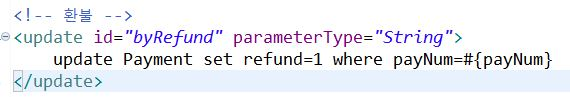 <!-- 환불 -->
<update id="byRefund" parameterType="String">
update Payment set refund=1 where payNum=#{payNum}
</update>